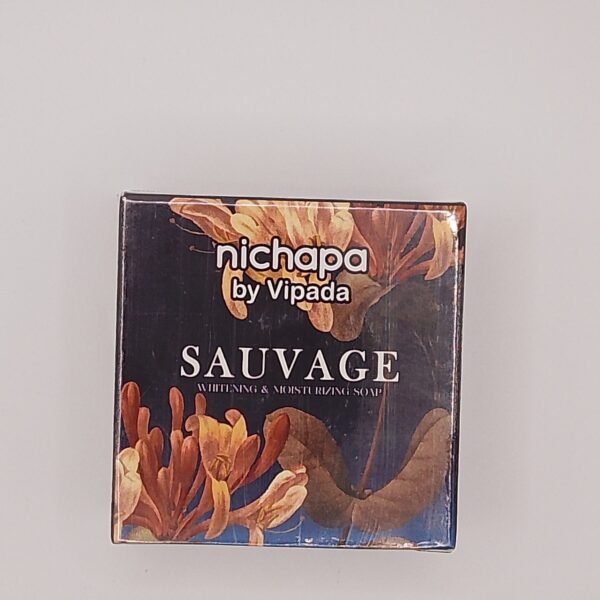 nichapa
by Vipada
SAUVAGE
WHITENING & MOISTURIZING SOAP